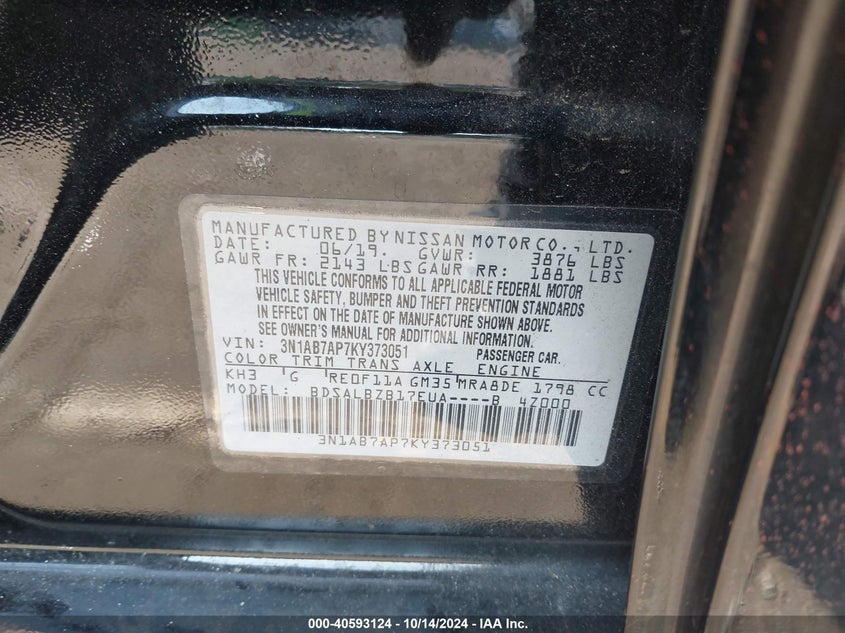 MANUFACTURED BY NISSAN MOTOR CO., LTD.
DATE: 06/19. GVWR: 3876 LBS
GAWR FR: 2143 LBS GAWR RR: 1881 LBS
THIS VEHICLE CONFORMS TO ALL APPLICABLE FEDERAL MOTOR
VEHICLE SAFETY, BUMPER AND THEFT PREVENTION STANDARDS
IN EFFECT ON THE DATE OF MANUFACTURE SHOWN ABOVE.
SEE OWNER'S MANUAL FOR ADDITIONAL INFORMATION.
VIN: 3N1AB7AP7KY373051 PASSENGER CAR.
COLOR TRIM TRANS AXLE ENGINE
KH3 G RE0F11A GM35 MRA8DE 1798 CC
MODEL: BDSALBZB17EUA----B 4Z000
3N1AB7AP7KY373051
000-40593124 - 10/14/2024 - IAA Inc.